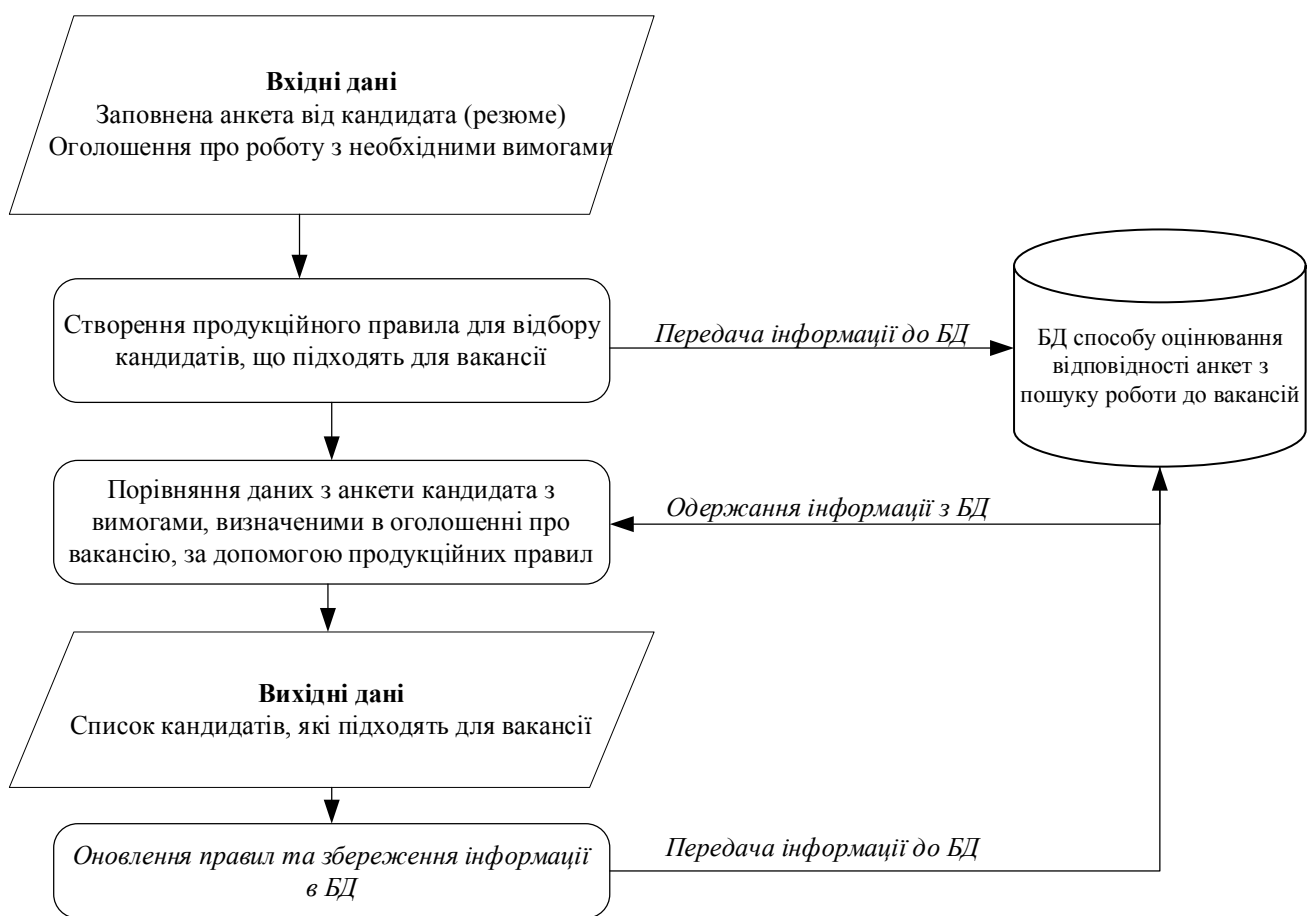 Вхідні дані
Заповнена анкета від кандидата (резюме)
Оголошення про роботу з необхідними вимогами
Створення продукційного правила для відбору
кандидатів, що підходять для вакансії
Передача інформації до БД
БД способу оцінювання
відповідності анкет з
пошуку роботи до вакансій
Порівняння даних з анкети кандидата з
вимогами, визначеними в оголошенні про
вакансію, за допомогою продукційних правил
Одержання інформації з БД
Вихідні дані
Список кандидатів, які підходять для вакансії
Оновлення правил та збереження інформації
в БД
Передача інформації до БД